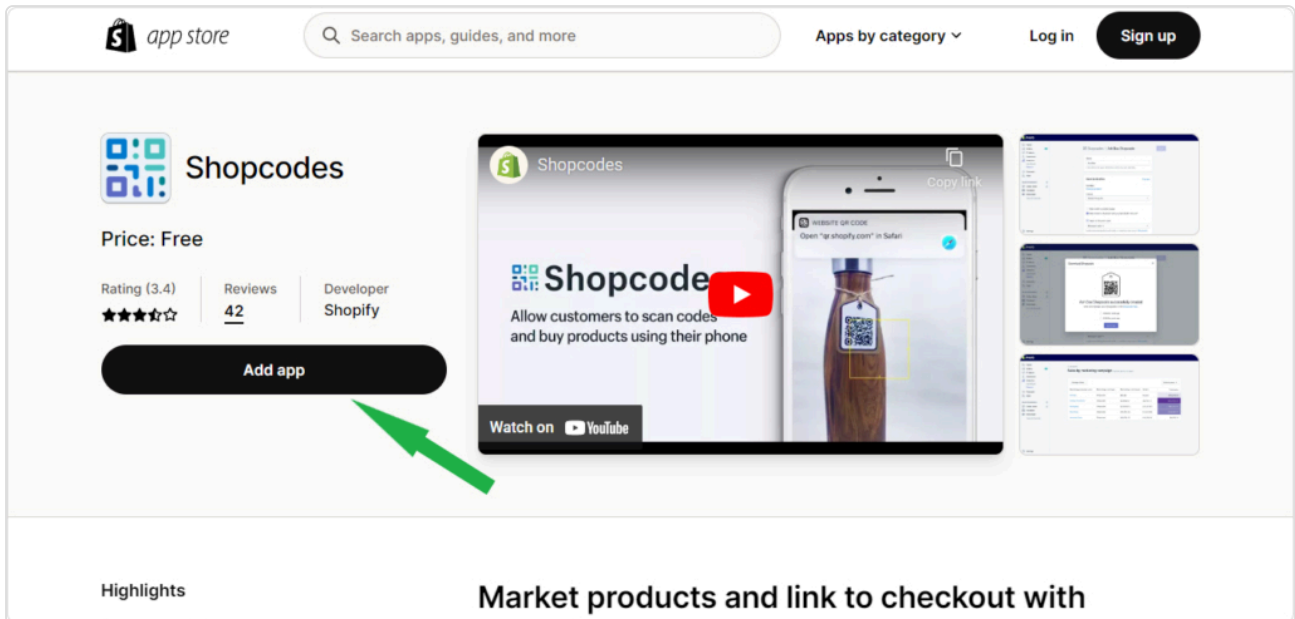 app store
Search apps, guides, and more
Apps by category
Log in
Sign up
Shopcodes
Price: Free
Rating (3.4)
Reviews
Developer
42
Shopify
Add app
Shopcodes
Copy link
WEBSITE QR CODE
Open "qr.shopify.com" in Safari
Shopcode
Allow customers to scan codes
and buy products using their phone
Watch on YouTube
Highlights
Market products and link to checkout with